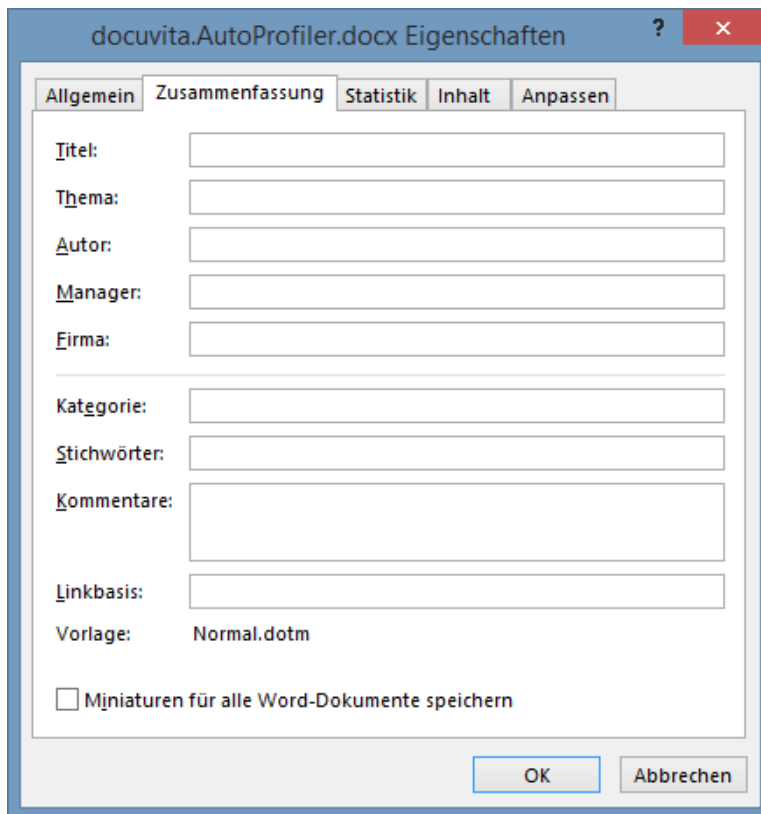 docuvita.AutoProfiler.docx Eigenschaften ?
Allgemein Zusammenfassung Statistik Inhalt Anpassen
Titel:
Thema:
Autor:
Manager:
Firma:
Kategorie:
Stichwörter:
Kommentare:
Linkbasis:
Vorlage: Normal.dotm
Miniaturen für alle Word-Dokumente speichern
OK Abbrechen